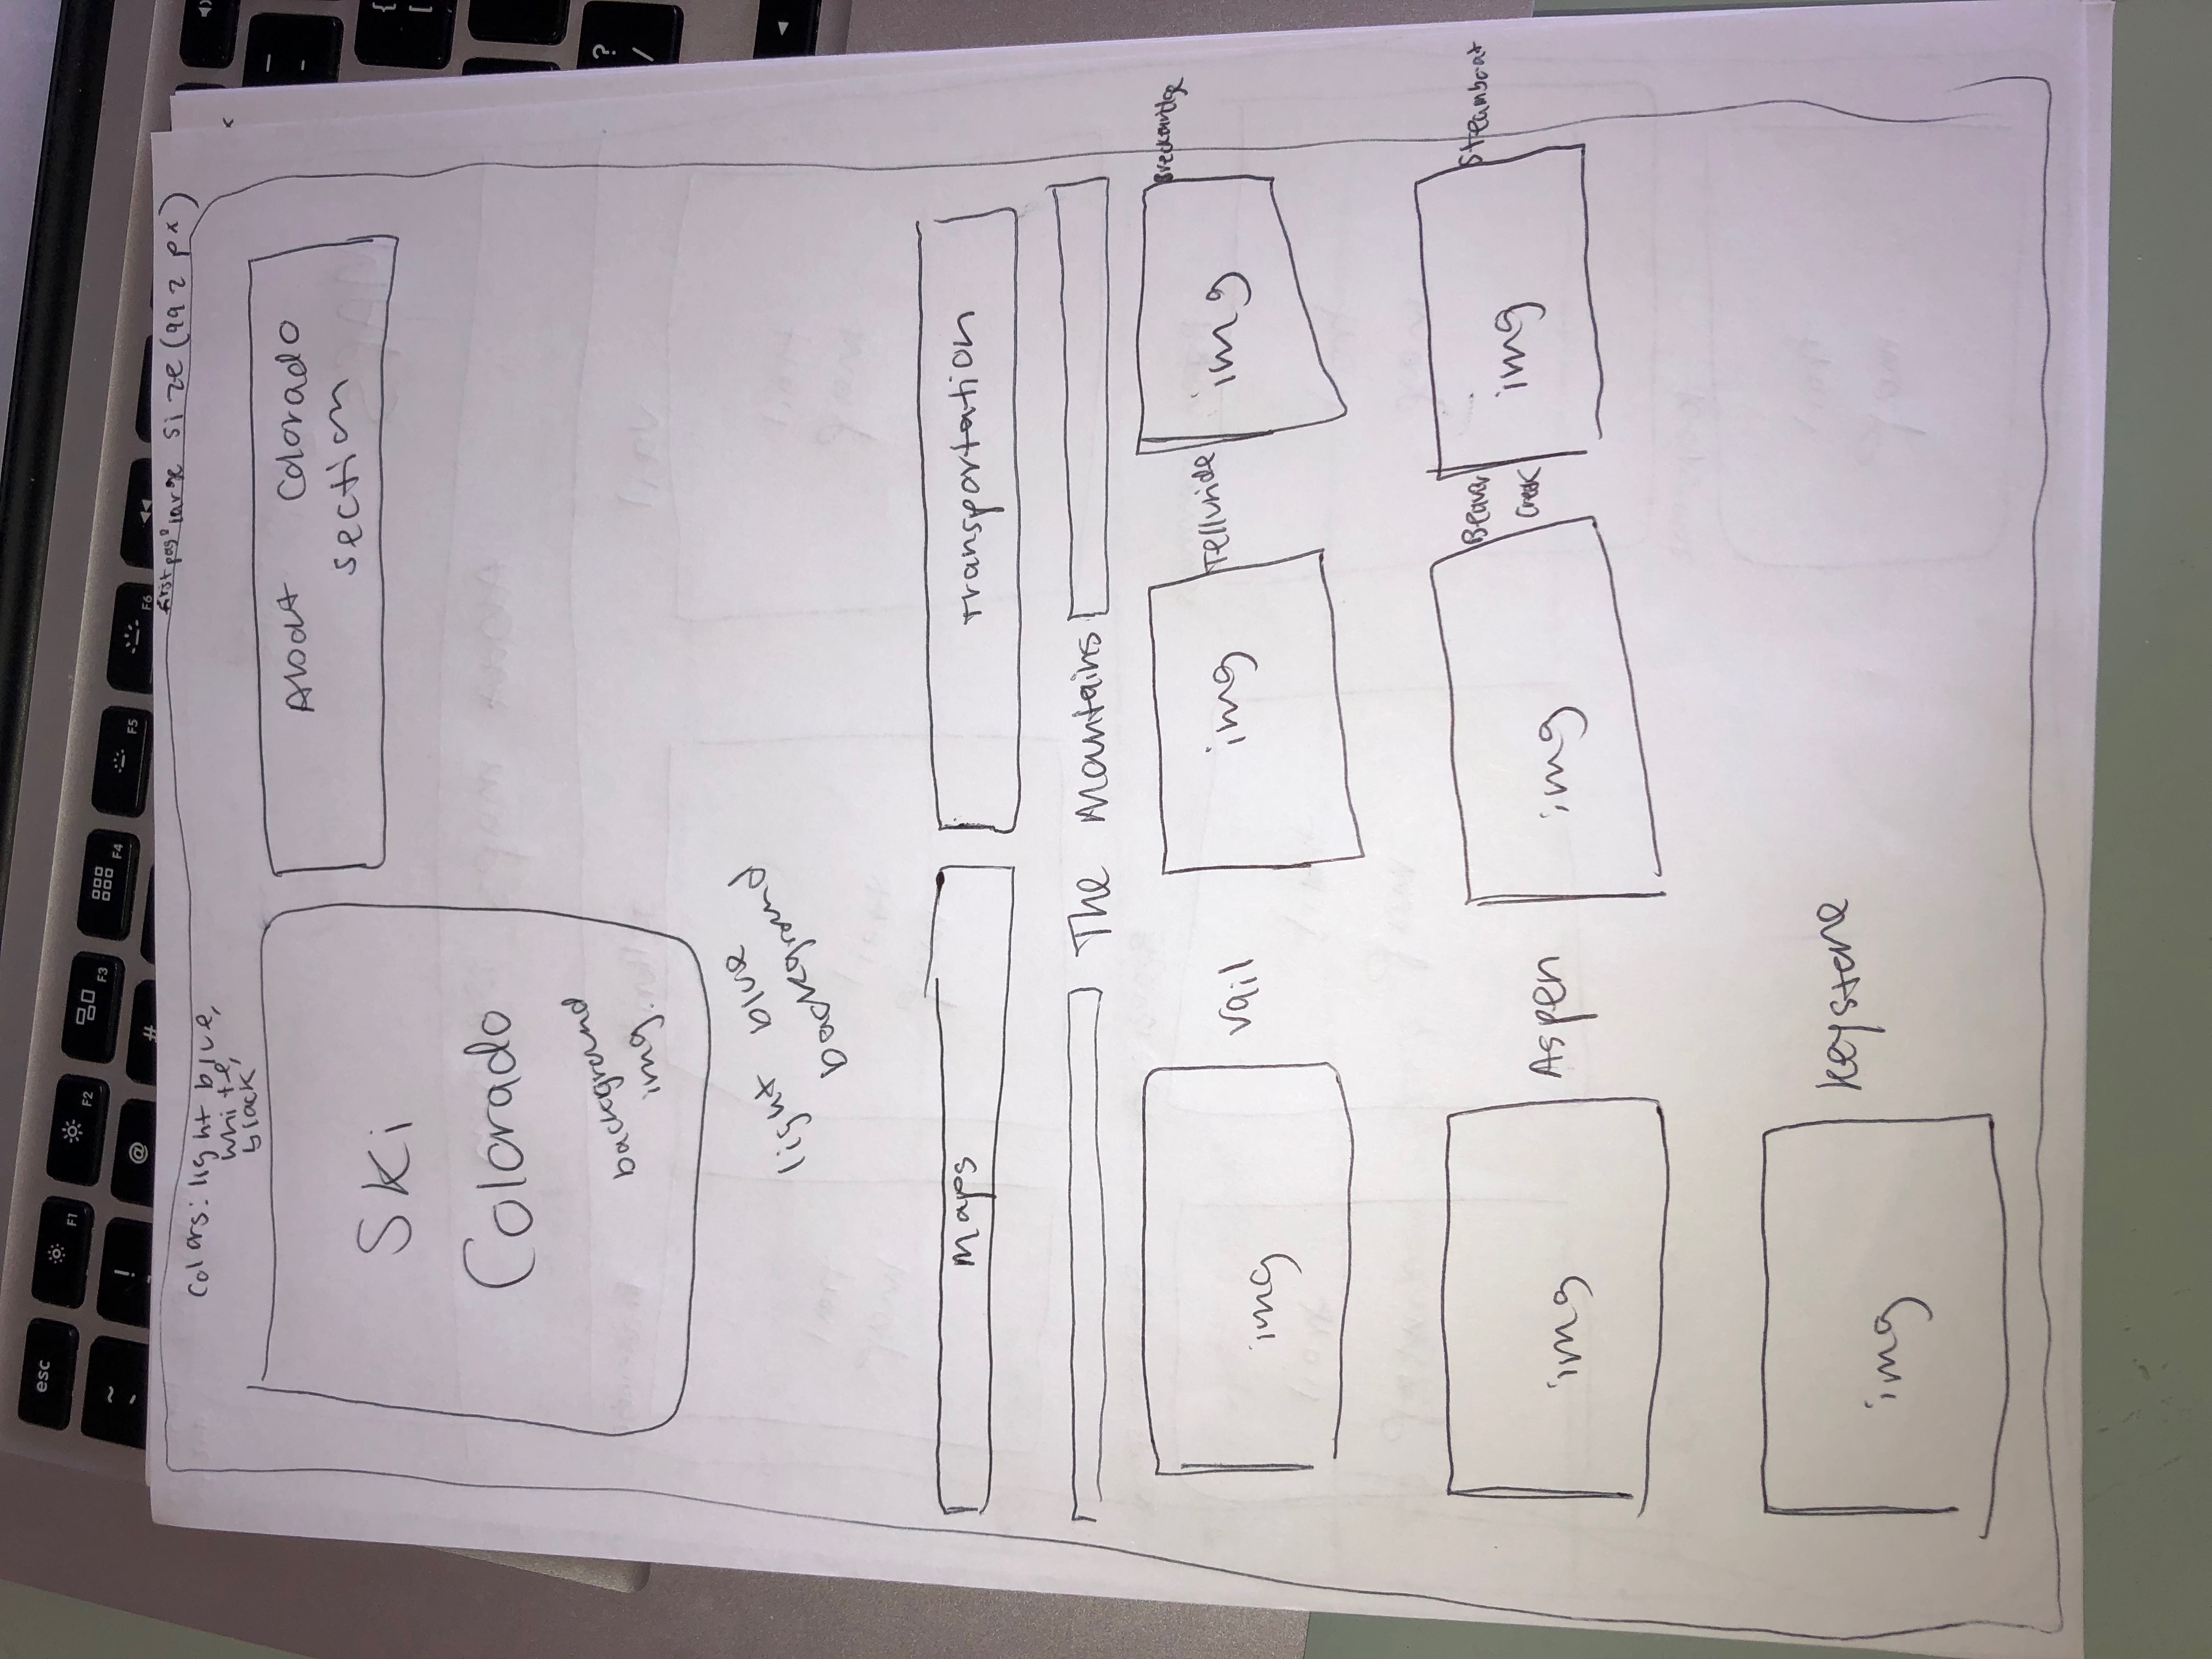 esc
F1
F2
F3
F4
F5
F6
~
!
@
#
first page large size (992 px)
Colors: light blue,
white,
black
About Colorado
section
Ski
Colorado
background
img.
light blue
background
Maps
Transportation
The Mountains
img
Vail
img
Telluride
img
Breckenridge
img
Aspen
img
Beaver
Creek
img
Steamboat
img
Keystone
{
[
?
/